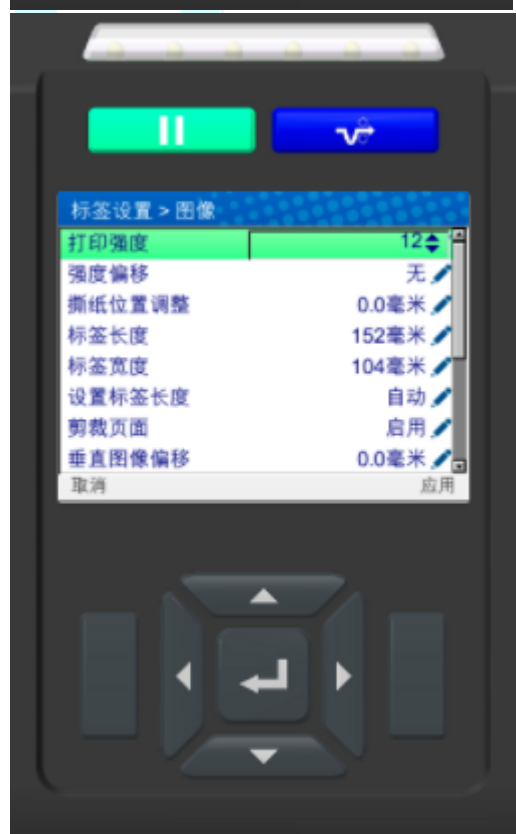 标签设置 > 图像
打印强度 12
强度偏移 无
撕纸位置调整 0.0毫米
标签长度 152毫米
标签宽度 104毫米
设置标签长度 自动
剪裁页面 启用
垂直图像偏移 0.0毫米
取消 应用